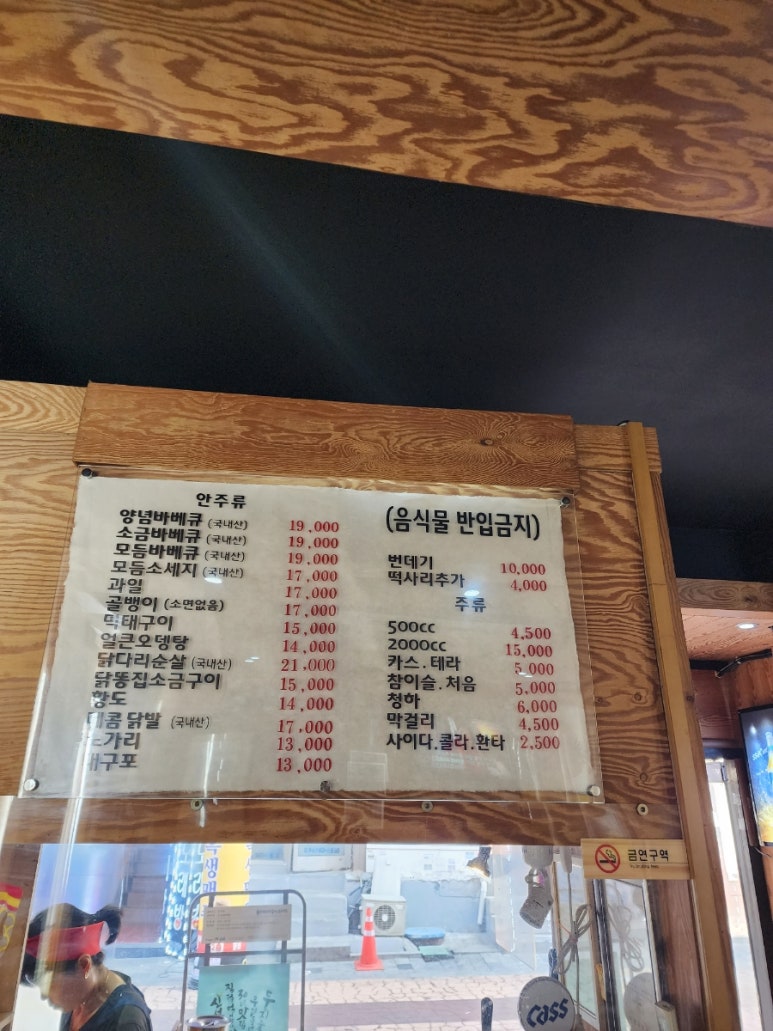 안주류
양념바베큐 (국내산) 19,000
소금바베큐 (국내산) 19,000
모듬바베큐 (국내산) 19,000
모듬소세지 (국내산) 17,000
과일 17,000
골뱅이 (소면없음) 17,000
먹태구이 15,000
얼큰오뎅탕 14,000
닭다리순살 (국내산) 21,000
닭똥집소금구이 15,000
황도 14,000
닭발 (국내산) 17,000
13,000
13,000
(음식물 반입금지)
번데기 10,000
떡사리추가 4,000
주류
500cc 4,500
2000cc 15,000
카스.테라 5,000
참이슬.처음 5,000
청하 6,000
막걸리 4,500
사이다.콜라.환타 2,500
금연구역
cass